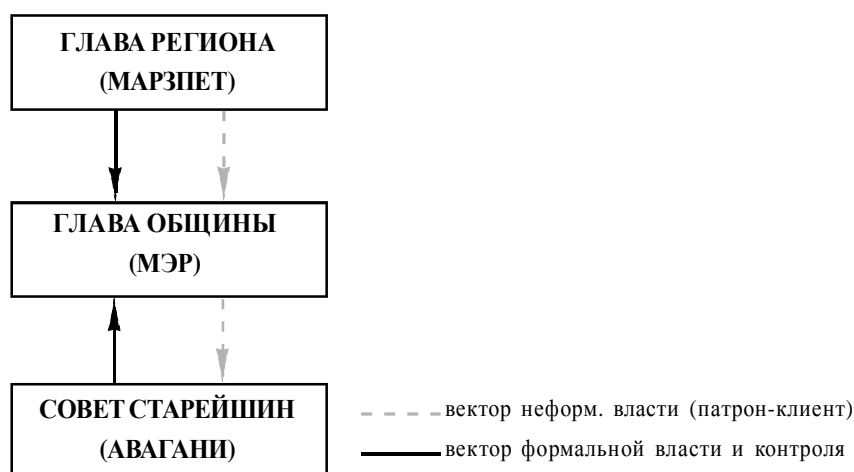 ГЛАВА РЕГИОНА
(МАРЗПЕТ)
ГЛАВА ОБЩИНЫ
(МЭР)
СОВЕТ СТАРЕЙШИН
(АВАГАНИ)
вектор неформ. власти (патрон-клиент)
вектор формальной власти и контроля